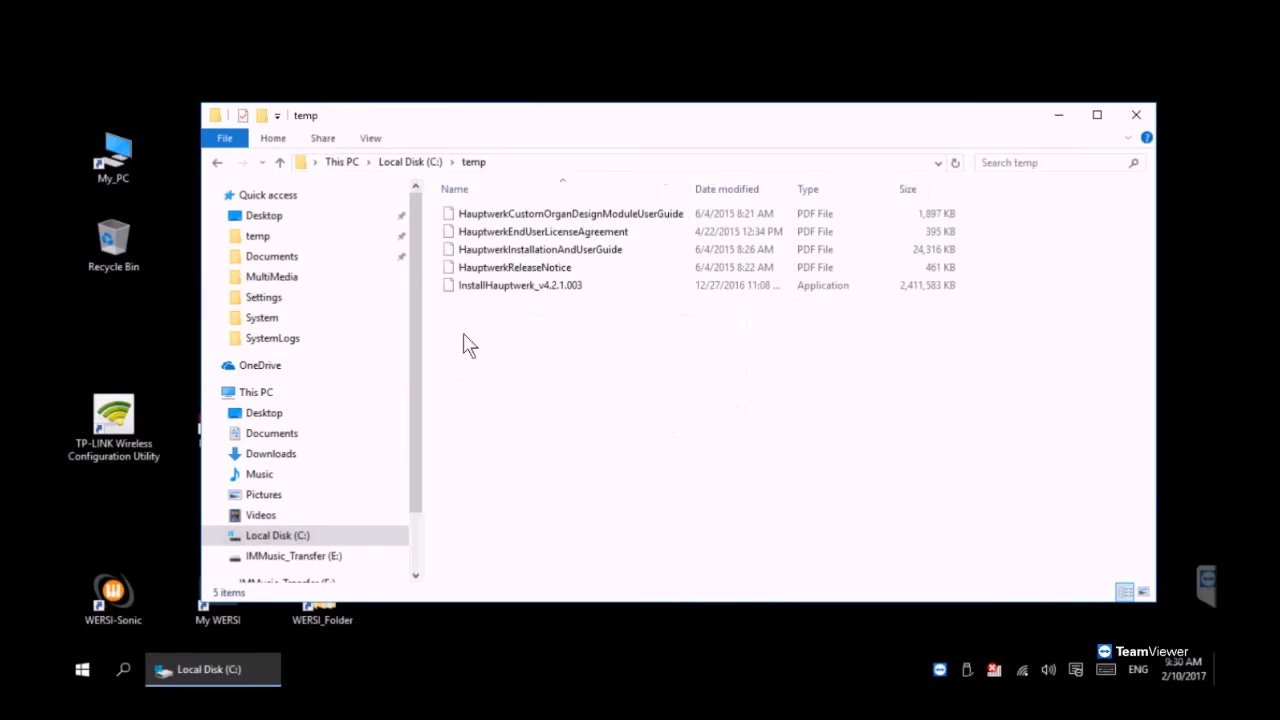 temp
File Home Share View
This PC Local Disk (C:) temp
Search temp
Name Date modified Type Size
HauptwerkCustomOrganDesignModuleUserGuide 6/4/2015 8:21 AM PDF File 1,897 KB
HauptwerkEndUserLicenseAgreement 4/22/2015 12:34 PM PDF File 395 KB
HauptwerkInstallationAndUserGuide 6/4/2015 8:26 AM PDF File 24,316 KB
HauptwerkReleaseNotice 6/4/2015 8:22 AM PDF File 461 KB
InstallHauptwerk_v4.2.1.003 12/27/2016 11:08 ... Application 2,411,583 KB
Quick access
Desktop
temp
Documents
MultiMedia
Settings
System
SystemLogs
OneDrive
This PC
Desktop
Documents
Downloads
Music
Pictures
Videos
Local Disk (C:)
IMMusic_Transfer (E:)
5 items
My_PC
Recycle Bin
TP-LINK Wireless
Configuration Utility
WERSI-Sonic
My WERSI
WERSI_Folder
TeamViewer
Local Disk (C:)
ENG
9:30 AM
2/10/2017